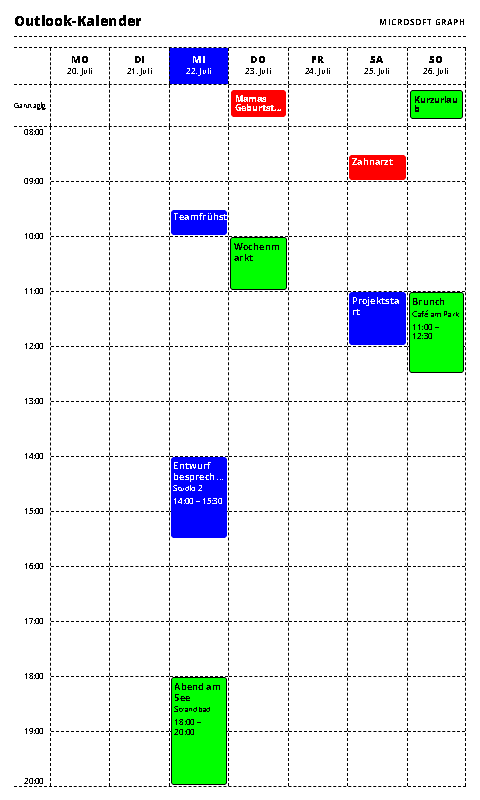 Outlook-Kalender
MICROSOFT GRAPH
MO
20. Juli
DI
21. Juli
MI
22. Juli
DO
23. Juli
FR
24. Juli
SA
25. Juli
SO
26. Juli
Ganztägig
Mamas
Geburtst…
Kurzurlau
b
08:00
Zahnarzt
09:00
Teamfrühst
10:00
Wochenm
arkt
11:00
Projektsta
rt
Brunch
Café am Park
11:00 –
12:30
12:00
13:00
14:00
Entwurf
besprech…
Studio 2
14:00 – 15:30
15:00
16:00
17:00
18:00
Abend am
See
Strandbad
18:00 –
20:00
19:00
20:00